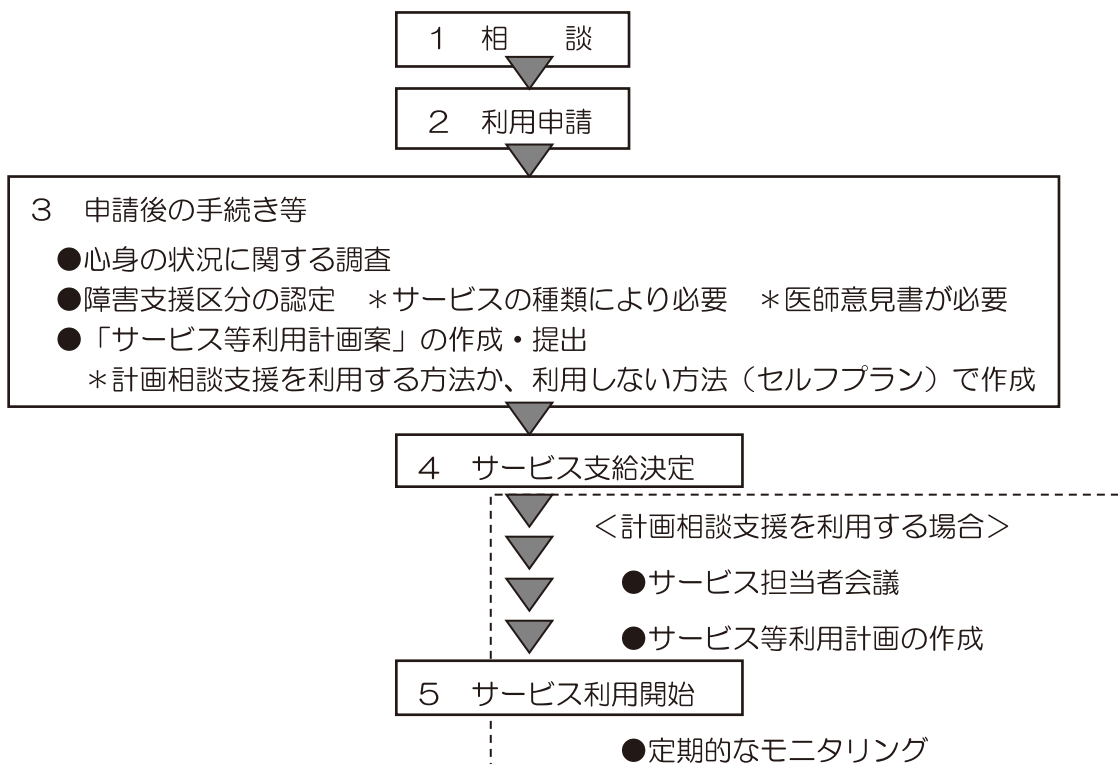 １　相　　談
２　利用申請
３　申請後の手続き等
●心身の状況に関する調査
●障害支援区分の認定　＊サービスの種類により必要　＊医師意見書が必要
●「サービス等利用計画案」の作成・提出
＊計画相談支援を利用する方法か、利用しない方法（セルフプラン）で作成
４　サービス支給決定
＜計画相談支援を利用する場合＞
●サービス担当者会議
●サービス等利用計画の作成
５　サービス利用開始
●定期的なモニタリング